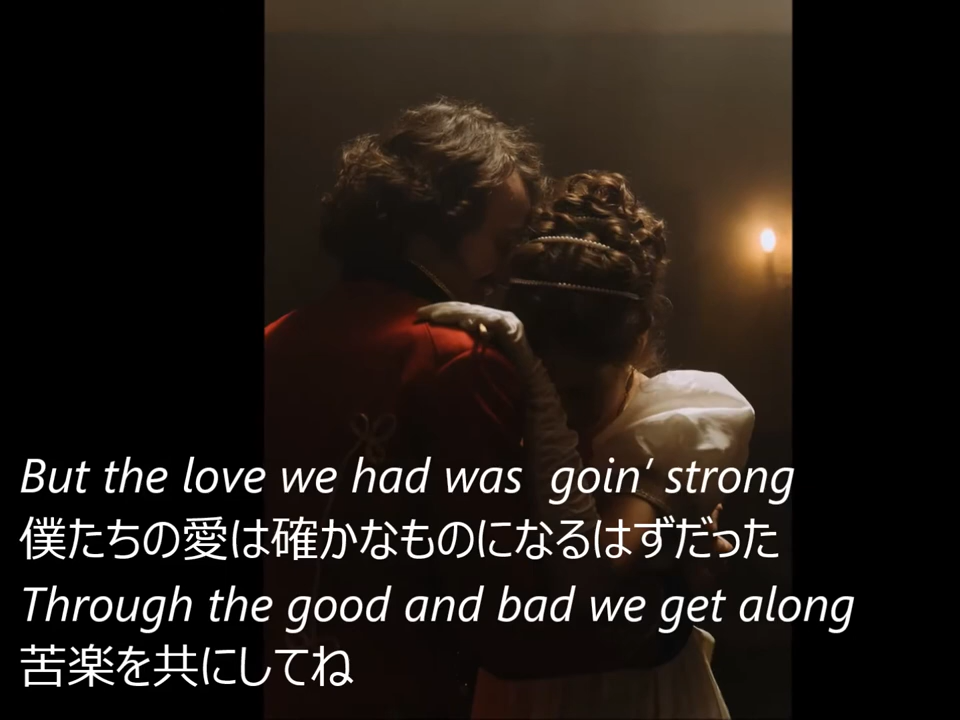 But the love we had was goin’ strong
僕たちの愛は確かなものになるはずだった
Through the good and bad we get along
苦楽を共にしてね